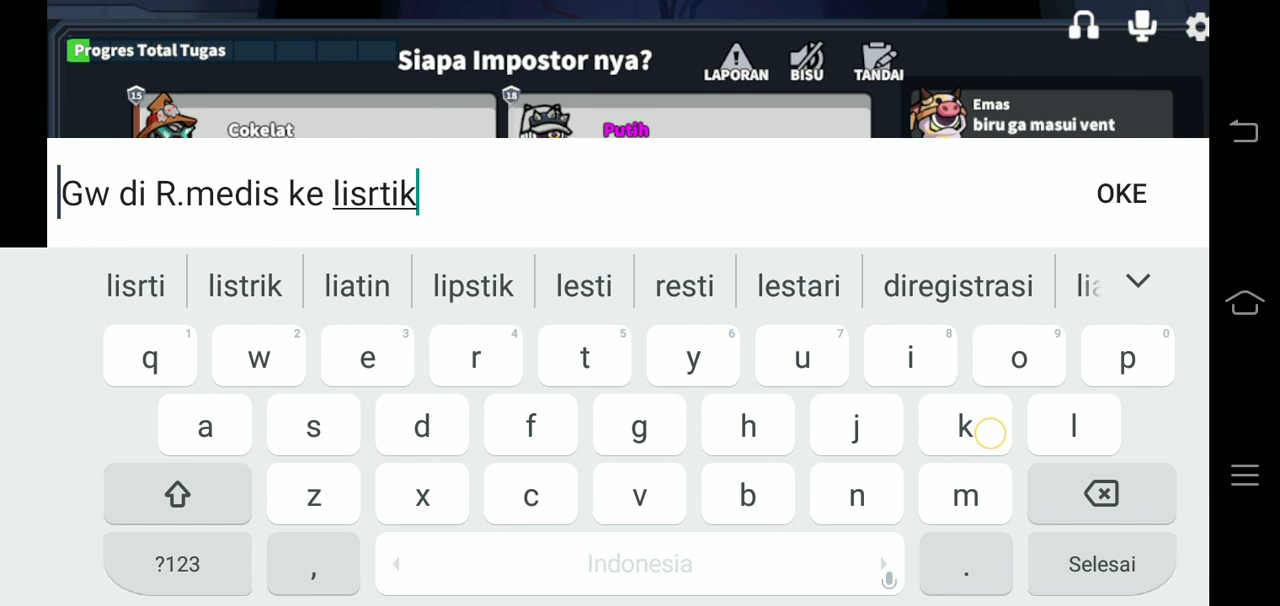 Progres Total Tugas
Siapa Impostor nya?
LAPORAN
BISU
TANDAI
15
Cokelat
18
Putih
Emas
biru ga masui vent
Gw di R.medis ke lisrtik
OKE
lisrti listrik liatin lipstik lesti resti lestari diregistrasi
1 2 3 4 5 6 7 8 9 0
q w e r t y u i o p
a s d f g h j k l
z x c v b n m
?123 , Indonesia . Selesai